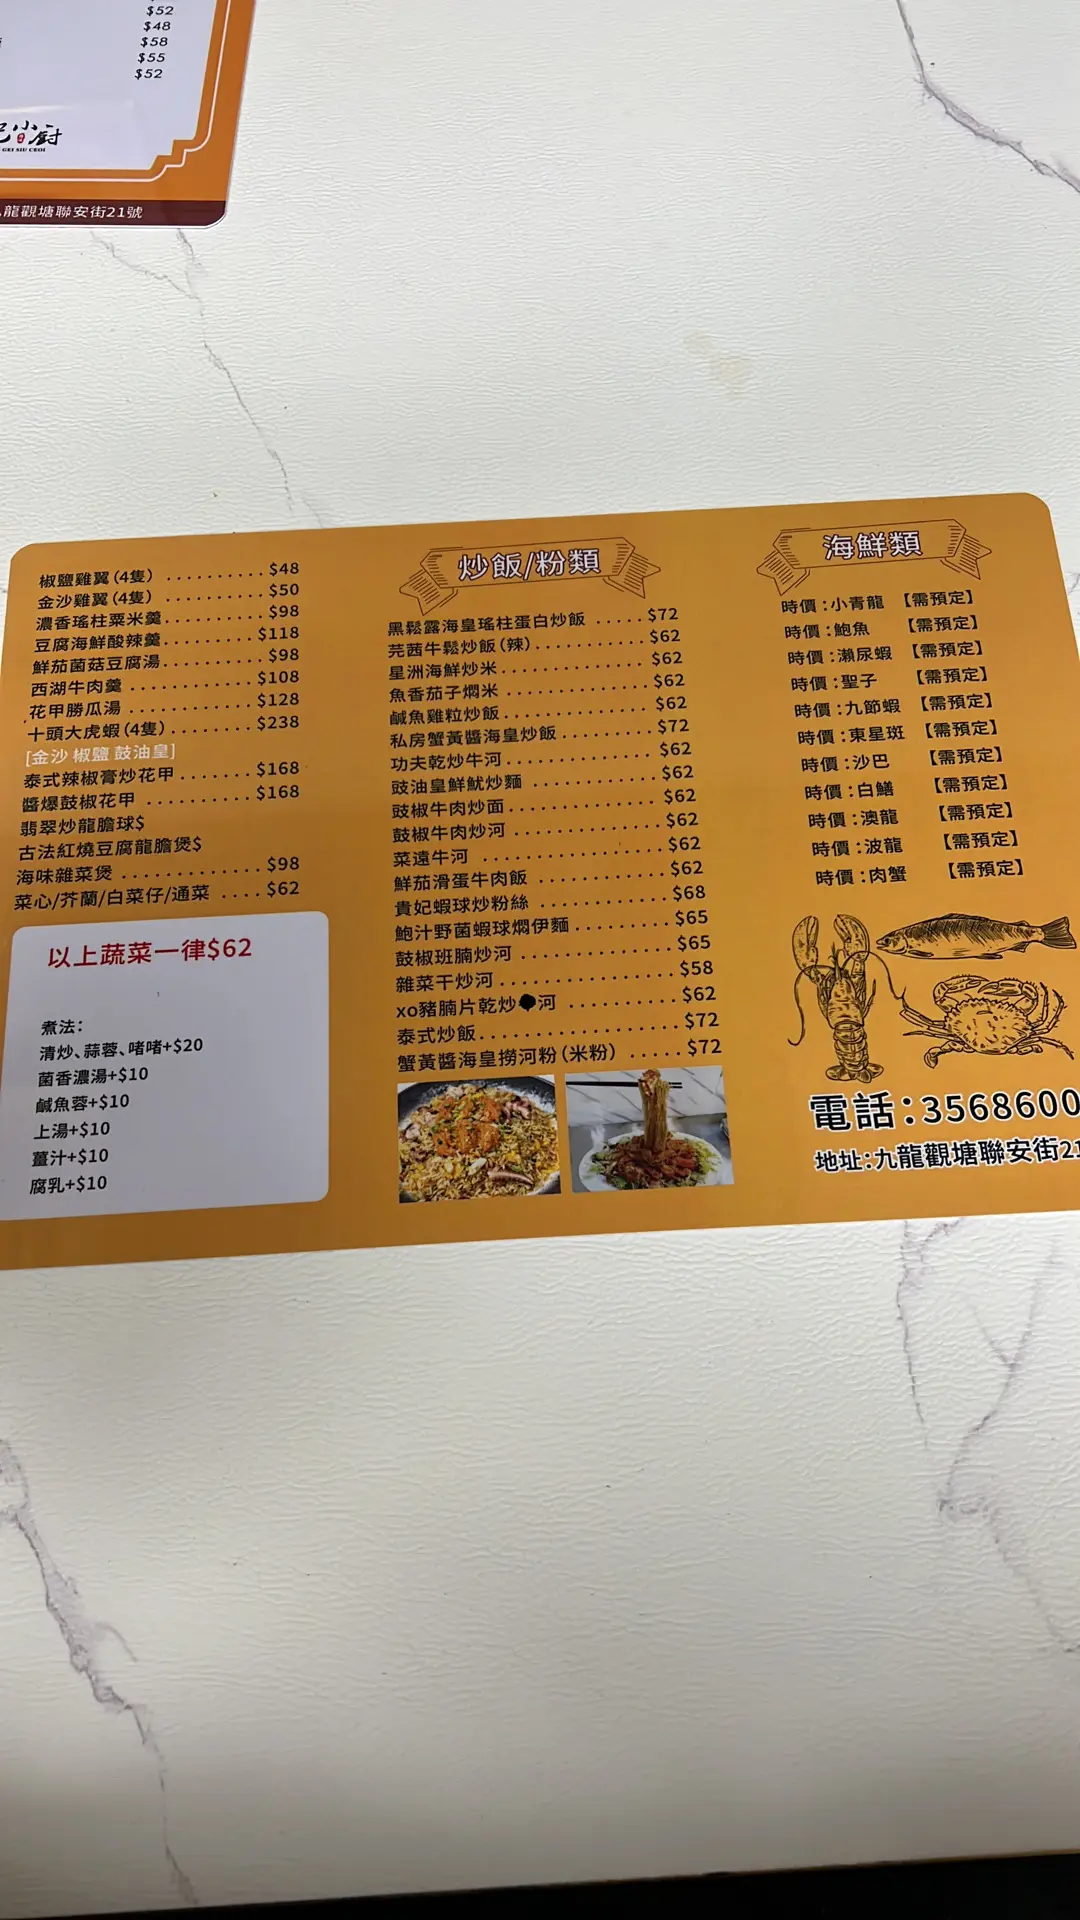 $52
$48
$58
$55
$52
小廚
GEI SIU CHOI
龍觀塘聯安街21號
椒鹽雞翼(4隻) .......... $48
金沙雞翼(4隻) .......... $50
濃香瑤柱粟米羹.......... $98
豆腐海鮮酸辣羹.......... $118
鮮茄菌菇豆腐湯.......... $98
西湖牛肉羹 ............ $108
花甲勝瓜湯 ............ $128
十頭大虎蝦(4隻)......... $238
[金沙 椒鹽 鼓油皇]
泰式辣椒膏炒花甲....... $168
醬爆鼓椒花甲 .......... $168
翡翠炒龍膽球$
古法紅燒豆腐龍膽煲$
海味雜菜煲 .............. $98
菜心/芥蘭/白菜仔/通菜 .... $62
以上蔬菜一律$62
煮法：
清炒、蒜蓉、啫啫+$20
菌香濃湯+$10
鹹魚蓉+$10
上湯+$10
薑汁+$10
腐乳+$10
炒飯/粉類
黑鬆露海皇瑤柱蛋白炒飯 ..... $72
芫茜牛鬆炒飯(辣)........... $62
星洲海鮮炒米.............. $62
魚香茄子燜米 .............. $62
鹹魚雞粒炒飯.............. $62
私房蟹黃醬海皇炒飯......... $72
功夫乾炒牛河.............. $62
豉油皇鮮魷炒麵 ............ $62
豉椒牛肉炒面.............. $62
鼓椒牛肉炒河 .............. $62
菜遠牛河 ................. $62
鮮茄滑蛋牛肉飯 ............ $62
貴妃蝦球炒粉絲 ............ $68
鮑汁野菌蝦球燜伊麵......... $65
鼓椒班腩炒河 .............. $65
雜菜干炒河................ $58
xo豬腩片乾炒河 .......... $62
泰式炒飯.................. $72
蟹黃醬海皇撈河粉(米粉) ..... $72
海鮮類
時價：小青龍 【需預定】
時價：鮑魚 【需預定】
時價：瀨尿蝦 【需預定】
時價：聖子 【需預定】
時價：九節蝦 【需預定】
時價：東星斑 【需預定】
時價：沙巴 【需預定】
時價：白鱔 【需預定】
時價：澳龍 【需預定】
時價：波龍 【需預定】
時價：肉蟹 【需預定】
電話：3568600
地址：九龍觀塘聯安街21